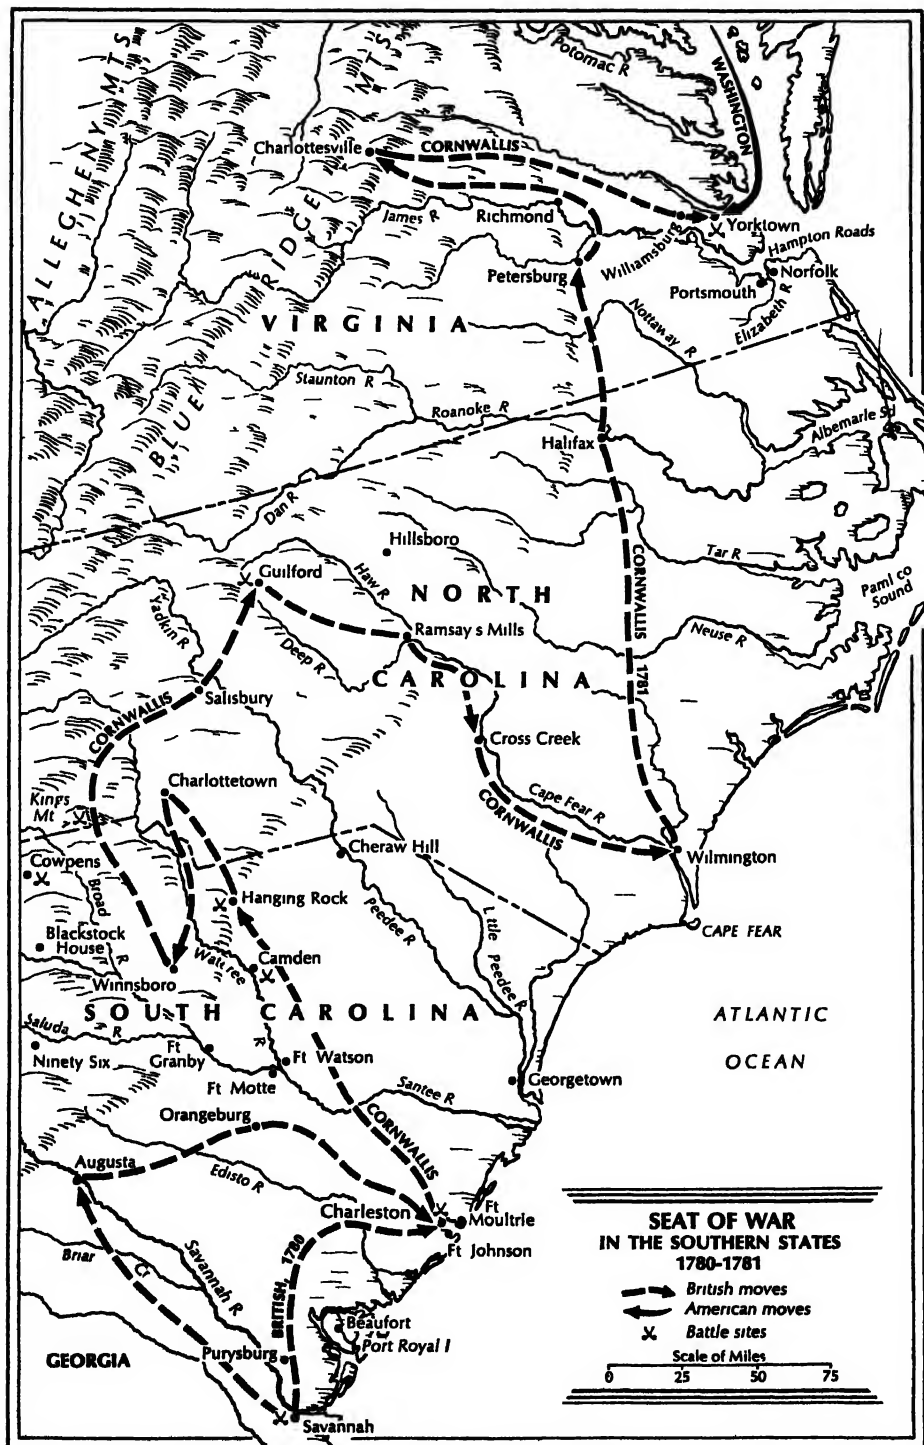 Potomac R
WASHINGTON
ALLEGHENY MTS
MTS
Charlottesville
CORNWALLIS
Richmond
James R
Yorktown
Williamsburg
Hampton Roads
RIDGE
Petersburg
Norfolk
Portsmouth
Elizabeth R
VIRGINIA
Nottaway R
Staunton R
BLUE
Roanoke R
Albemarle Sd
Halifax
Dan R
Hillsboro
Tar R
Guilford
Haw R
NORTH
CORNWALLIS 1781
Pamlico
Sound
Yadkin R
Ramsay s Mills
Neuse R
Deep R
CAROLINA
Salisbury
CORNWALLIS
Cross Creek
Charlottetown
Cape Fear R
CORNWALLIS
Kings
Mt
Wilmington
Cheraw Hill
Cowpens
Broad
R
Hanging Rock
Peedee R
Little Peedee R
CAPE FEAR
Blackstock
House
Camden
Wateree
R
Winnsboro
SOUTH CAROLINA
ATLANTIC
OCEAN
Saluda R
Ninety Six
Ft
Granby
Ft Watson
Ft Motte
Georgetown
Santee R
Orangeburg
CORNWALLIS
Augusta
Edisto R
Charleston
Ft
Moultrie
Ft Johnson
Briar Cr
Savannah R
BRITISH, 1780
Beaufort
Port Royal I
Purysburg
GEORGIA
Savannah
SEAT OF WAR
IN THE SOUTHERN STATES
1780-1781
British moves
American moves
Battle sites
Scale of Miles
0 25 50 75